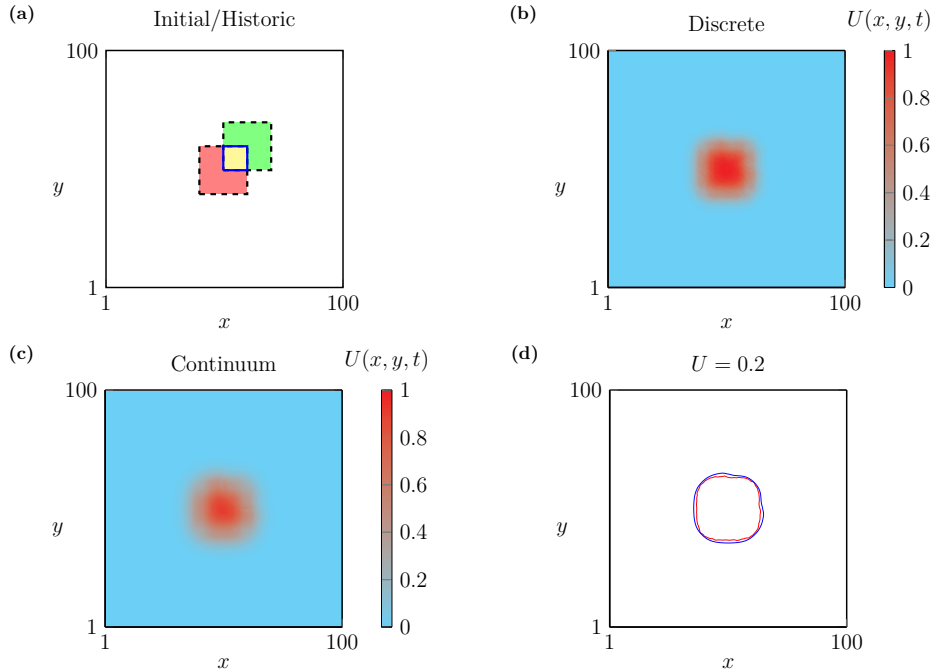 (a)
Initial/Historic
100
y
1
1
100
x
(b)
Discrete
U(x, y, t)
100
y
1
1
100
x
1
0.8
0.6
0.4
0.2
0
(c)
Continuum
U(x, y, t)
100
y
1
1
100
x
1
0.8
0.6
0.4
0.2
0
(d)
U = 0.2
100
y
1
1
100
x